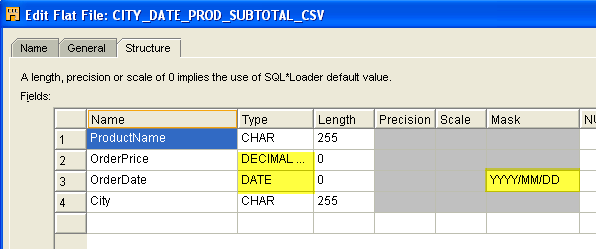 Edit Flat File: CITY_DATE_PROD_SUBTOTAL_CSV
Name General Structure
A length, precision or scale of 0 implies the use of SQL*Loader default value.
Fields:
Name Type Length Precision Scale Mask NU
1 ProductName CHAR 255
2 OrderPrice DECIMAL ... 0
3 OrderDate DATE 0 YYYY/MM/DD
4 City CHAR 255